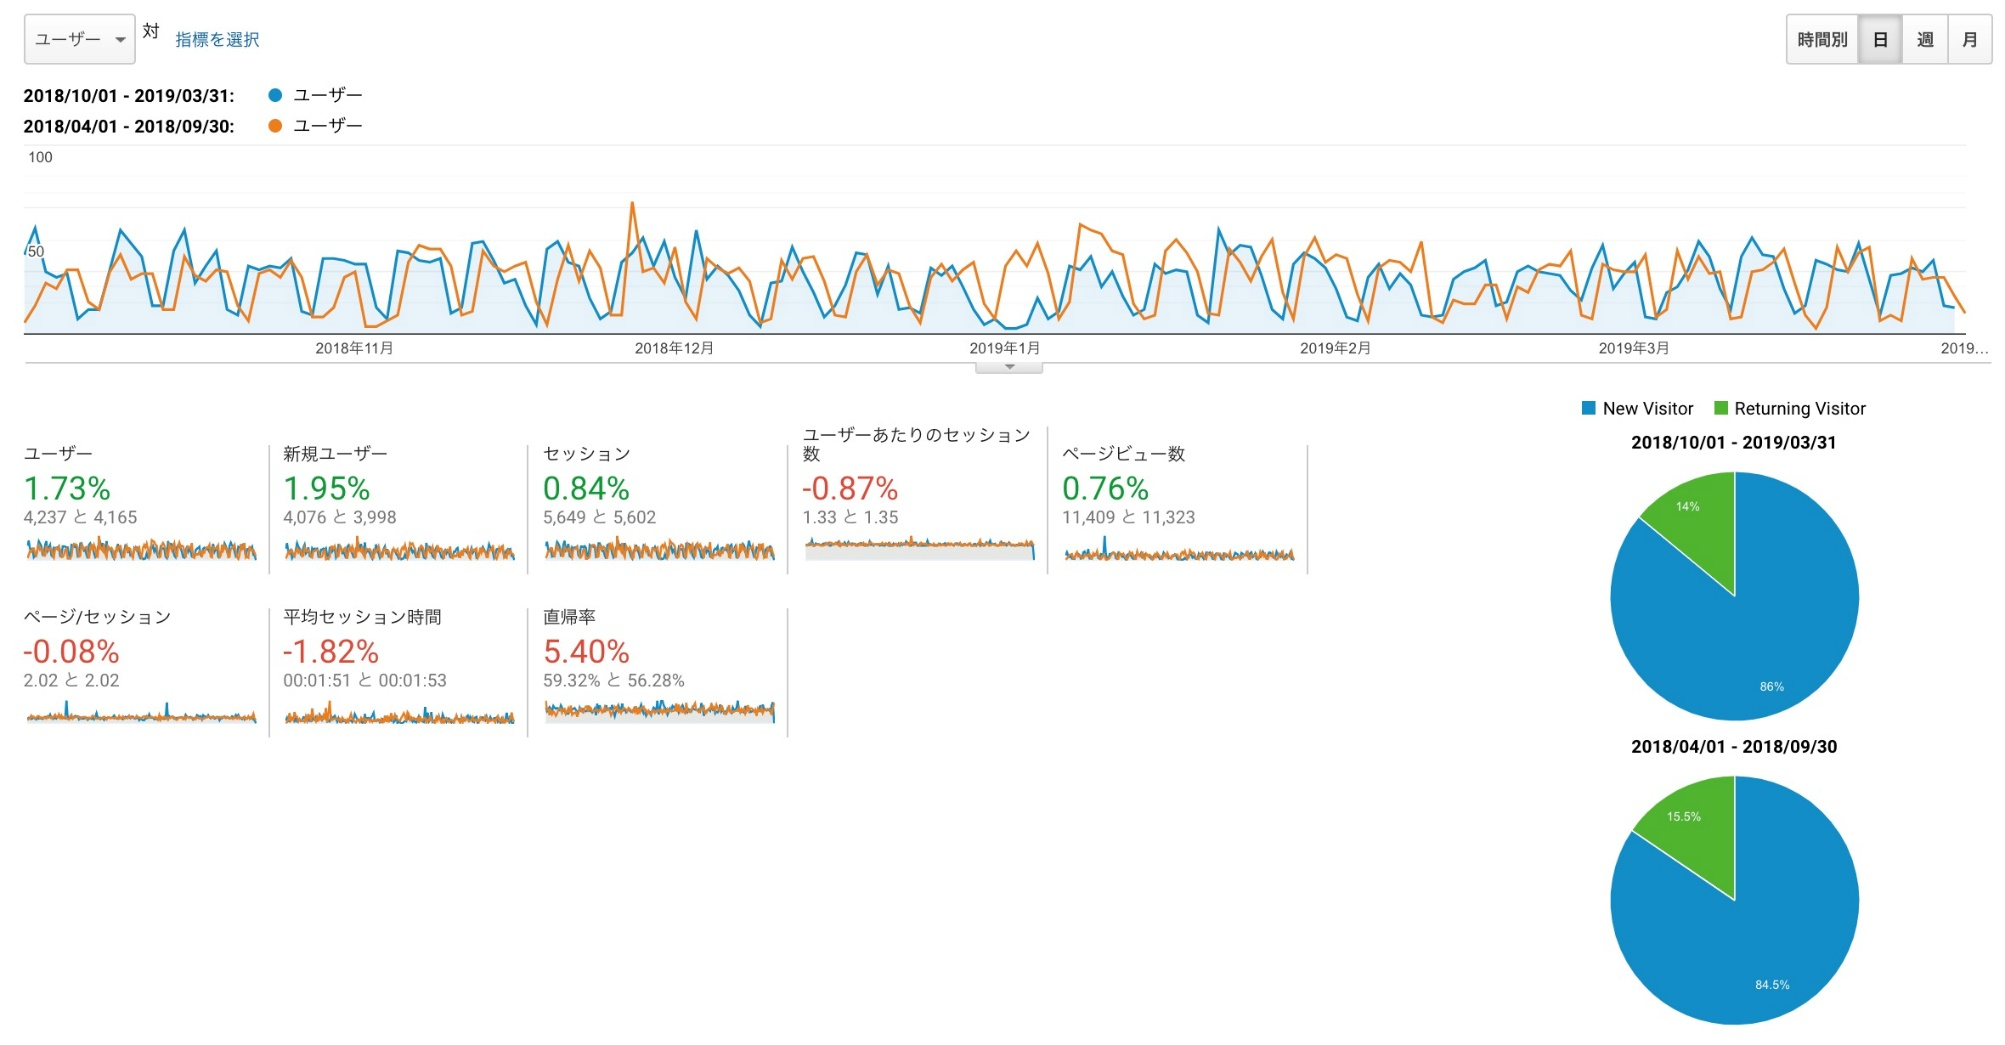 ユーザー 対 指標を選択 時間別 日 週 月
2018/10/01 - 2019/03/31: ユーザー
2018/04/01 - 2018/09/30: ユーザー
100
50
2018年11月 2018年12月 2019年1月 2019年2月 2019年3月 2019…
New Visitor Returning Visitor
2018/10/01 - 2019/03/31
ユーザー
1.73%
4,237 と 4,165
新規ユーザー
1.95%
4,076 と 3,998
セッション
0.84%
5,649 と 5,602
ユーザーあたりのセッション
数
-0.87%
1.33 と 1.35
ページビュー数
0.76%
11,409 と 11,323
14%
86%
ページ/セッション
-0.08%
2.02 と 2.02
平均セッション時間
-1.82%
00:01:51 と 00:01:53
直帰率
5.40%
59.32% と 56.28%
2018/04/01 - 2018/09/30
15.5%
84.5%